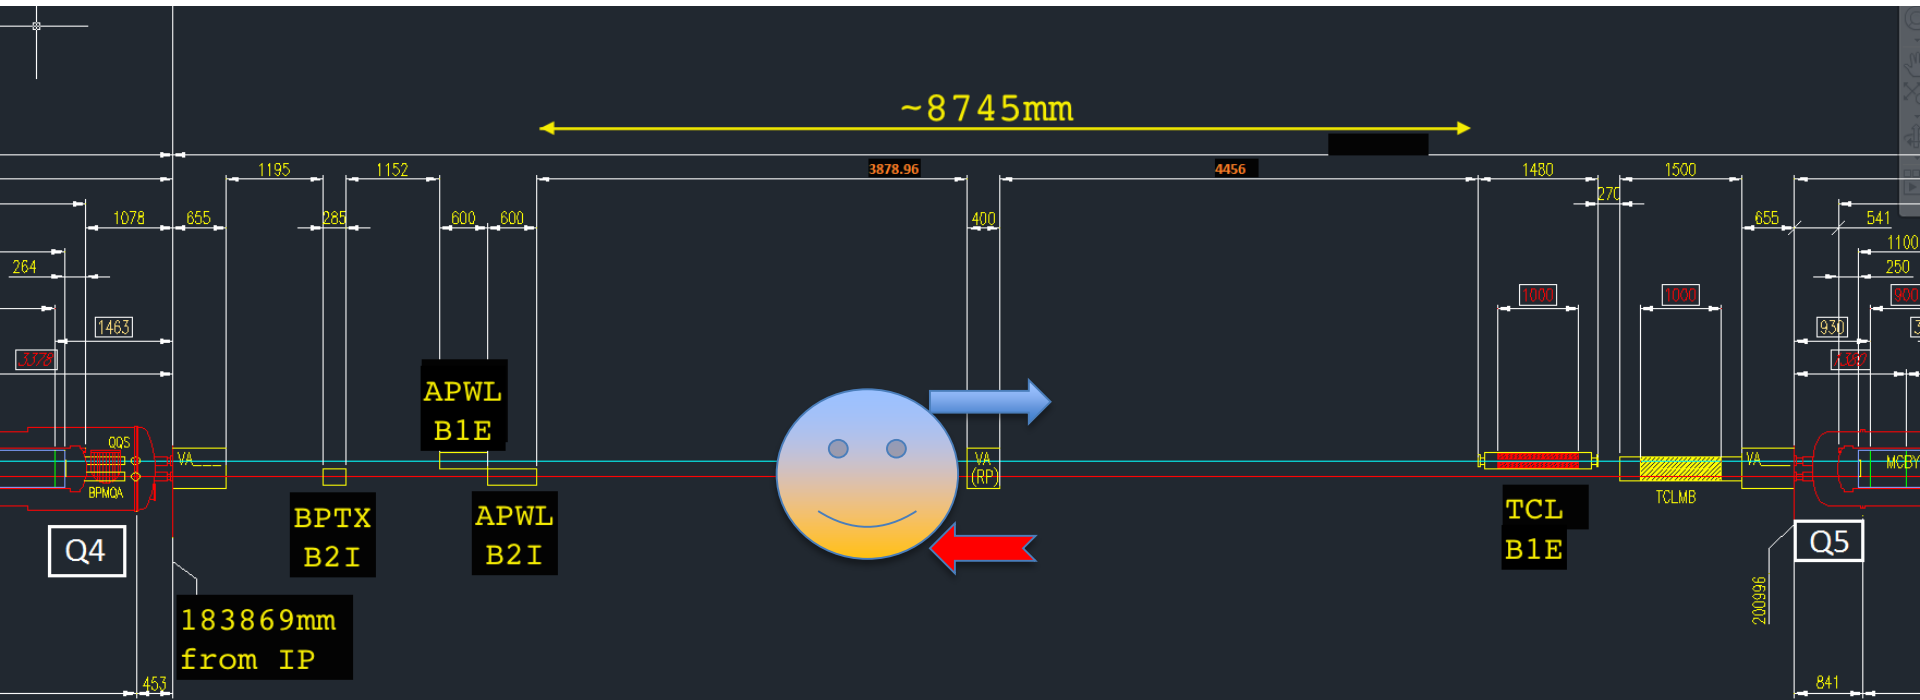 ~8745mm
1195
1152
3878.96
4456
1480
1500
270
1078
655
285
600
600
400
655
541
1100
264
250
1000
1000
900
1463
930
3378
APWL
B1E
QQS
VA
BPMQA
VA
(RP)
VA
MCBY
TCLMB
BPTX
B2I
APWL
B2I
TCL
B1E
Q4
Q5
183869mm
from IP
200996
453
841